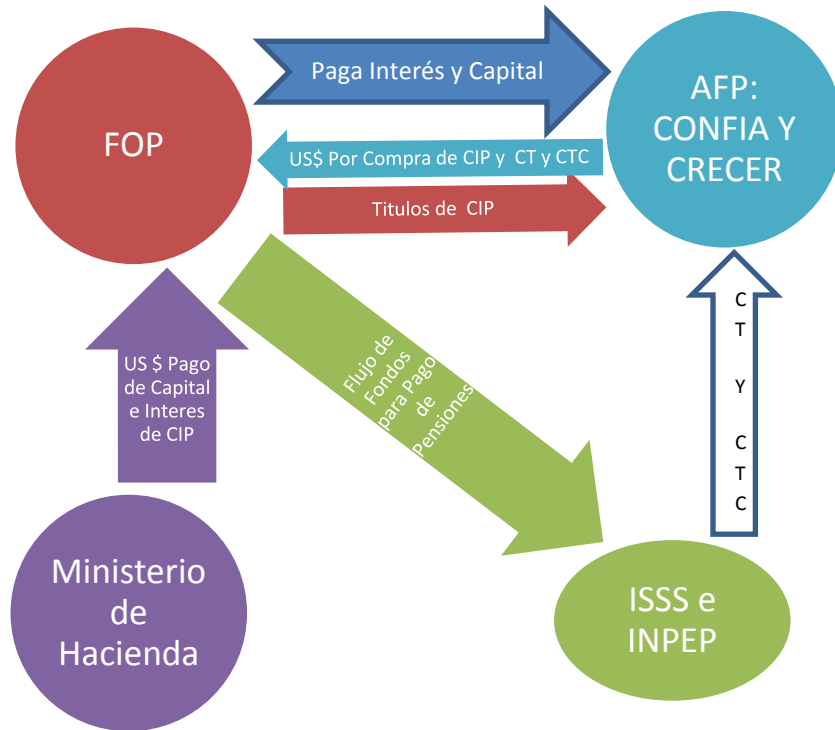 FOP
Paga Interés y Capital
AFP:
CONFIA Y
CRECER
US$ Por Compra de CIP y CT y CTC
Titulos de CIP
US $ Pago
de Capital
e Interes
de CIP
Flujo de
Fondos
para Pago
de
Pensiones
C
T
Y
C
T
C
Ministerio
de
Hacienda
ISSS e
INPEP